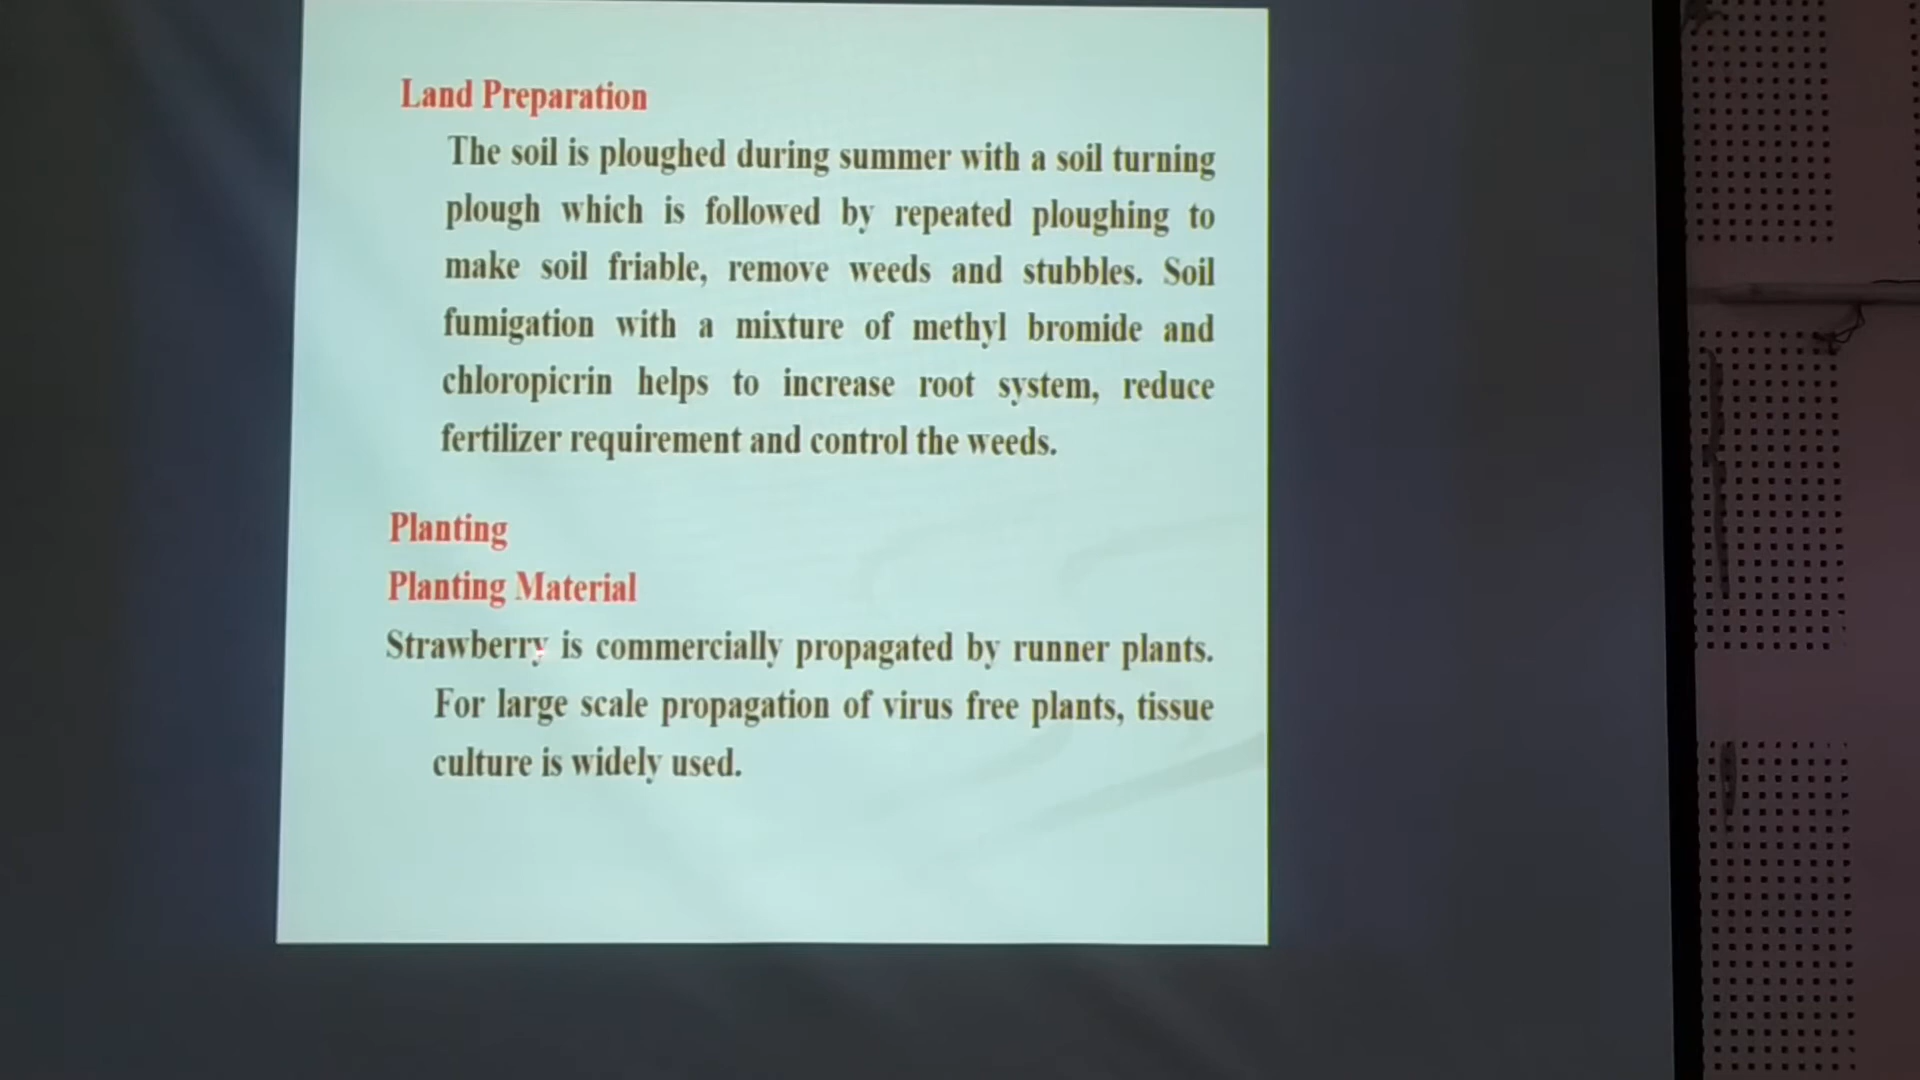 Land Preparation
The soil is ploughed during summer with a soil turning
plough which is followed by repeated ploughing to
make soil friable, remove weeds and stubbles. Soil
fumigation with a mixture of methyl bromide and
chloropicrin helps to increase root system, reduce
fertilizer requirement and control the weeds.
Planting
Planting Material
Strawberry is commercially propagated by runner plants.
For large scale propagation of virus free plants, tissue
culture is widely used.